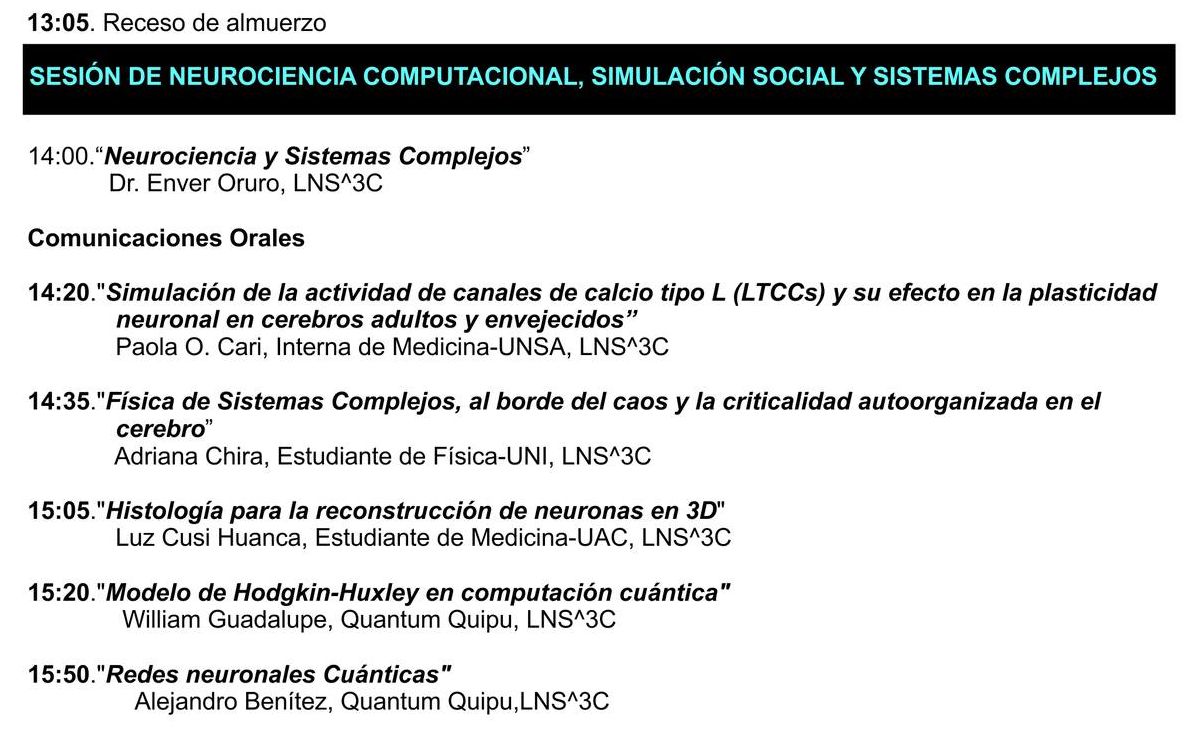 13:05. Receso de almuerzo
SESIÓN DE NEUROCIENCIA COMPUTACIONAL, SIMULACIÓN SOCIAL Y SISTEMAS COMPLEJOS
14:00.“Neurociencia y Sistemas Complejos”
Dr. Enver Oruro, LNS^3C
Comunicaciones Orales
14:20."Simulación de la actividad de canales de calcio tipo L (LTCCs) y su efecto en la plasticidad
neuronal en cerebros adultos y envejecidos”
Paola O. Cari, Interna de Medicina-UNSA, LNS^3C
14:35."Física de Sistemas Complejos, al borde del caos y la criticalidad autoorganizada en el
cerebro”
Adriana Chira, Estudiante de Física-UNI, LNS^3C
15:05."Histología para la reconstrucción de neuronas en 3D"
Luz Cusi Huanca, Estudiante de Medicina-UAC, LNS^3C
15:20."Modelo de Hodgkin-Huxley en computación cuántica"
William Guadalupe, Quantum Quipu, LNS^3C
15:50."Redes neuronales Cuánticas"
Alejandro Benítez, Quantum Quipu,LNS^3C